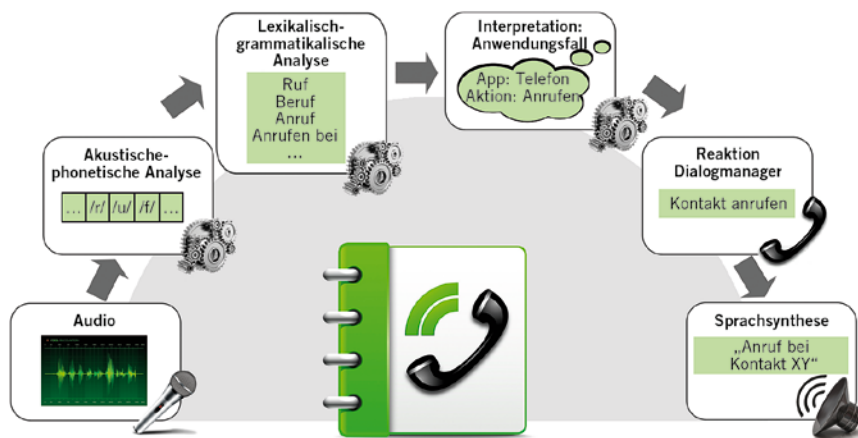 Audio
Akustische-
phonetische Analyse
... /r/ /u/ /f/ ...
Lexikalisch-
grammatikalische
Analyse
Ruf
Beruf
Anruf
Anrufen bei
...
Interpretation:
Anwendungsfall
App: Telefon
Aktion: Anrufen
Reaktion
Dialogmanager
Kontakt anrufen
Sprachsynthese
„Anruf bei
Kontakt XY“